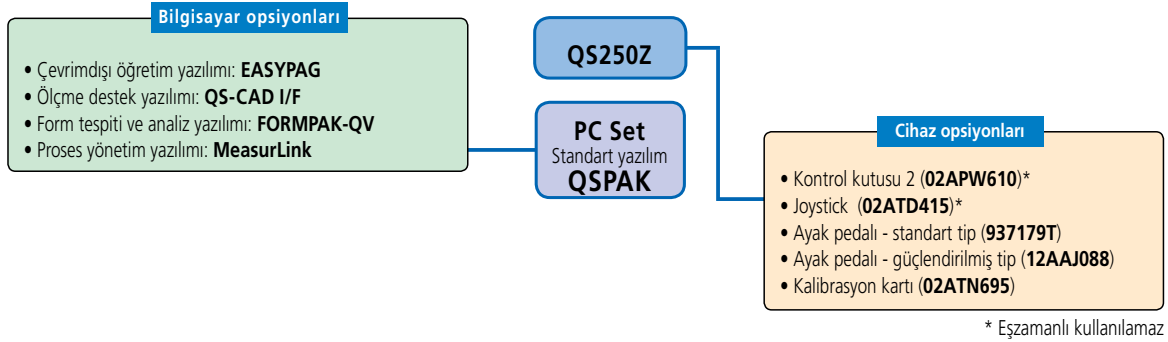 Bilgisayar opsiyonları
• Çevrimdışı öğretim yazılımı: EASYPAG
• Ölçme destek yazılımı: QS-CAD I/F
• Form tespiti ve analiz yazılımı: FORMPAK-QV
• Proses yönetim yazılımı: MeasurLink
QS250Z
PC Set
Standart yazılım
QSPAK
Cihaz opsiyonları
• Kontrol kutusu 2 (02APW610)*
• Joystick (02ATD415)*
• Ayak pedalı - standart tip (937179T)
• Ayak pedalı - güçlendirilmiş tip (12AAJ088)
• Kalibrasyon kartı (02ATN695)
* Eşzamanlı kullanılamaz